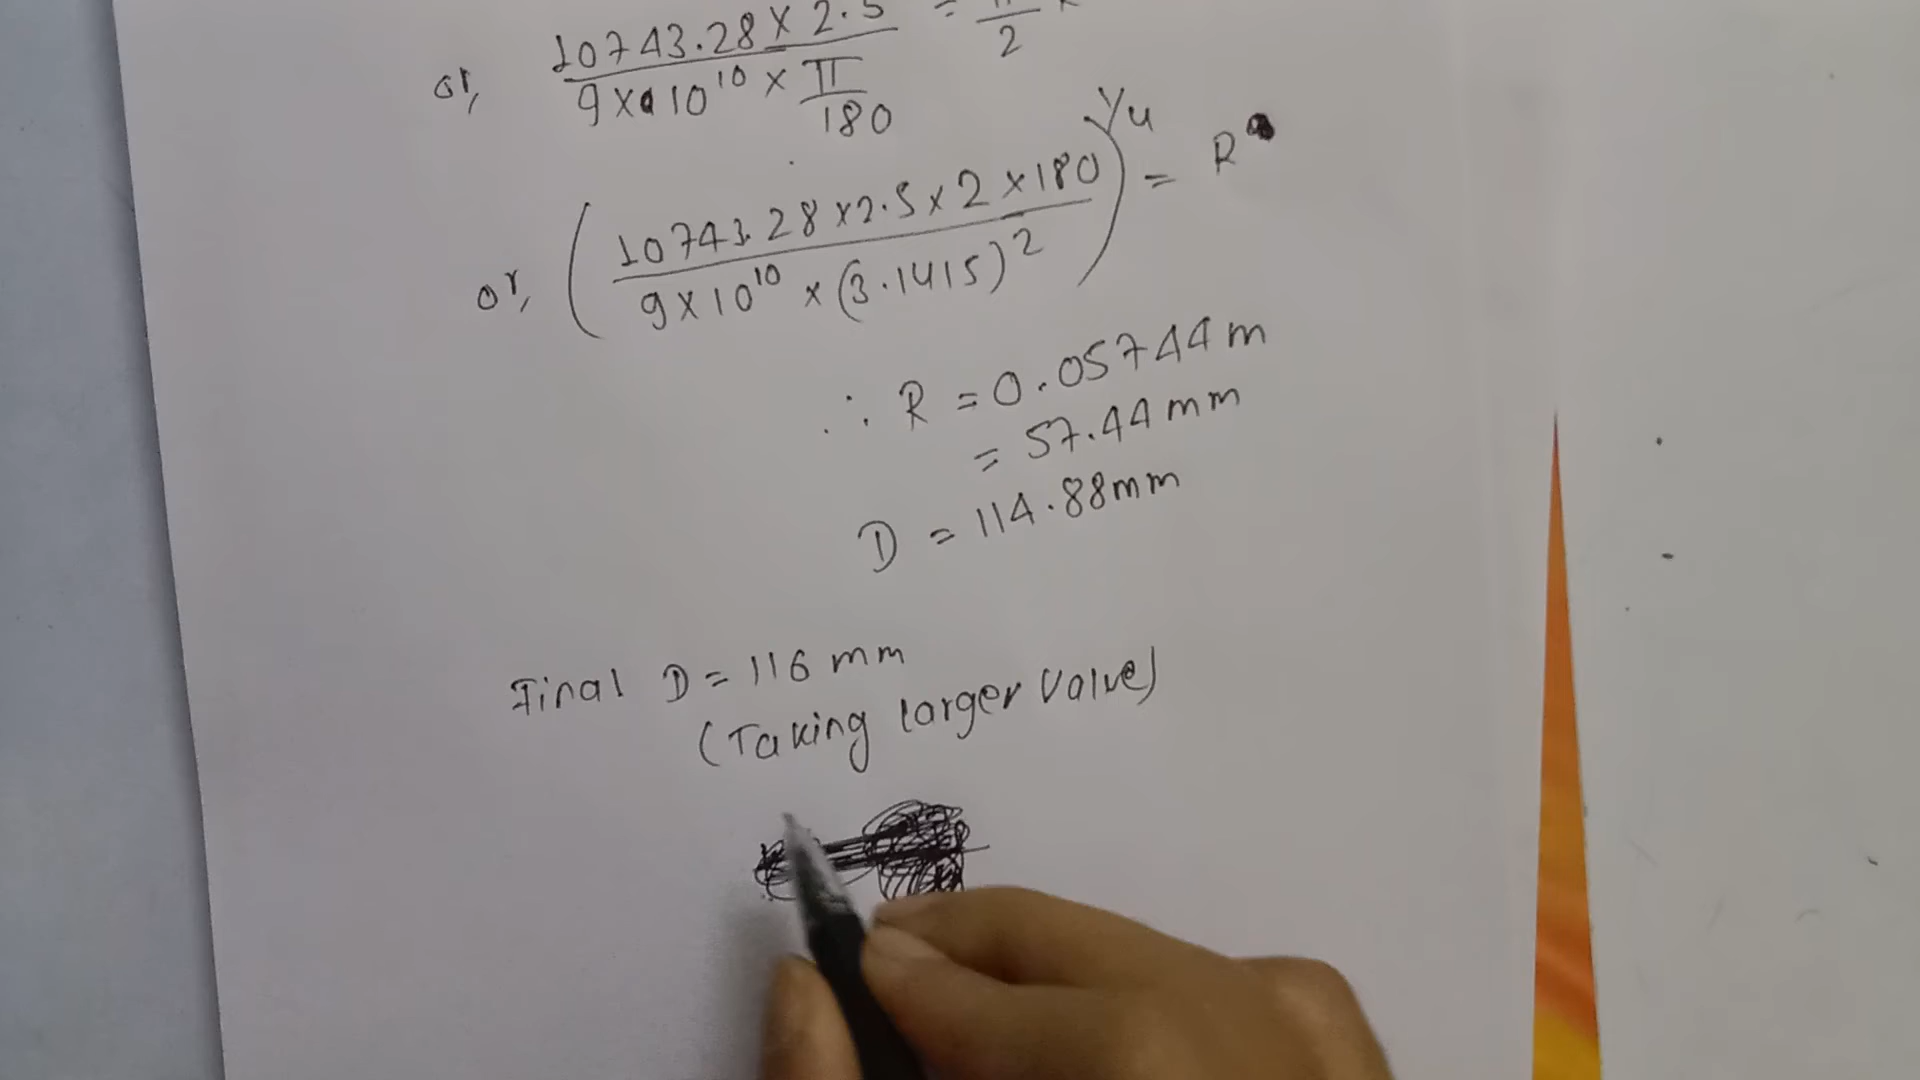 or, 10743.28 × 2.5 / 9 × 10^10 × π/180 = π/2
or, (10743.28 × 2.5 × 2 × 180 / 9 × 10^10 × (3.1415)^2)^1/4 = R
∴ R = 0.05744 m
= 57.44 mm
D = 114.88 mm
Final D = 116 mm
(Taking larger value)